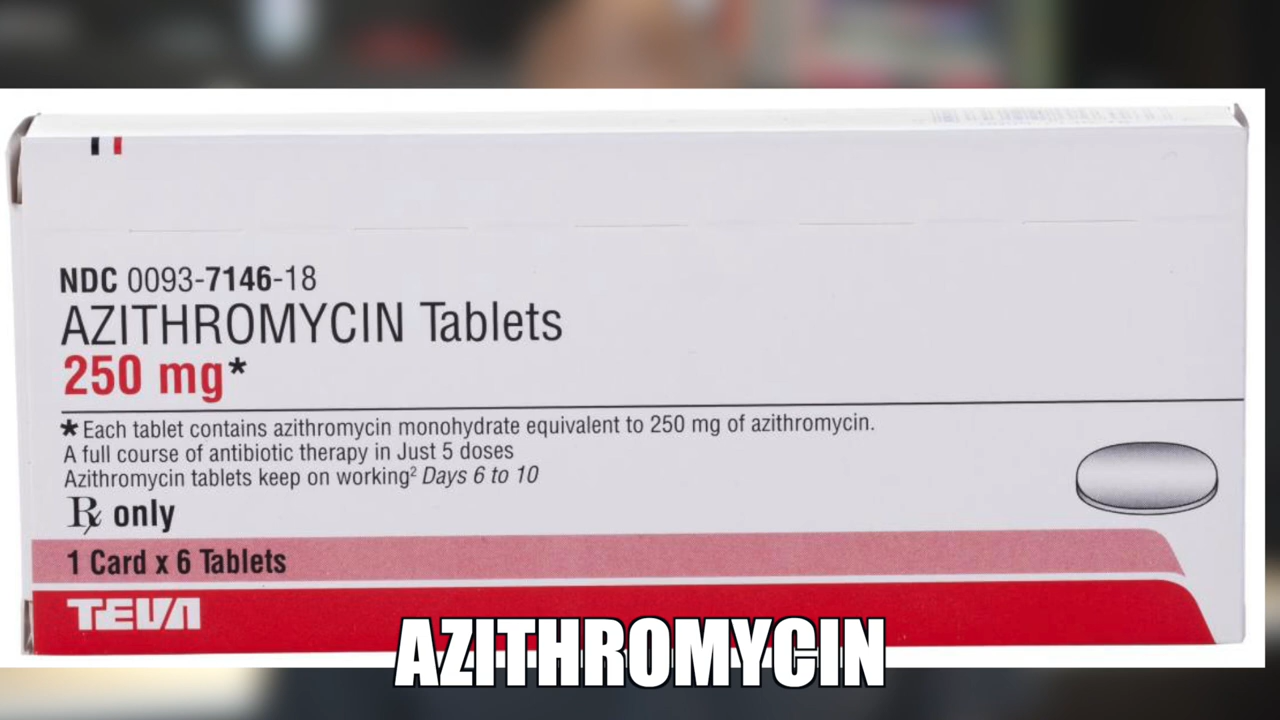 NDC 0093-7146-18
AZITHROMYCIN Tablets
250 mg*
* Each tablet contains azithromycin monohydrate equivalent to 250 mg of azithromycin.
A full course of antibiotic therapy in Just 5 doses
Azithromycin tablets keep on working² Days 6 to 10
℞ only
1 Card x 6 Tablets
TEVA
AZITHROMYCIN